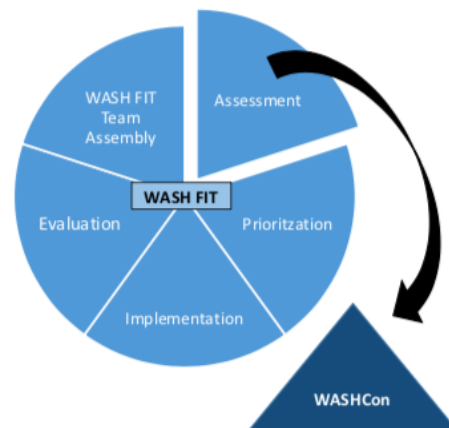 WASH FIT
Team
Assembly
Assessment
WASH FIT
Evaluation
Prioritzation
Implementation
WASHCon